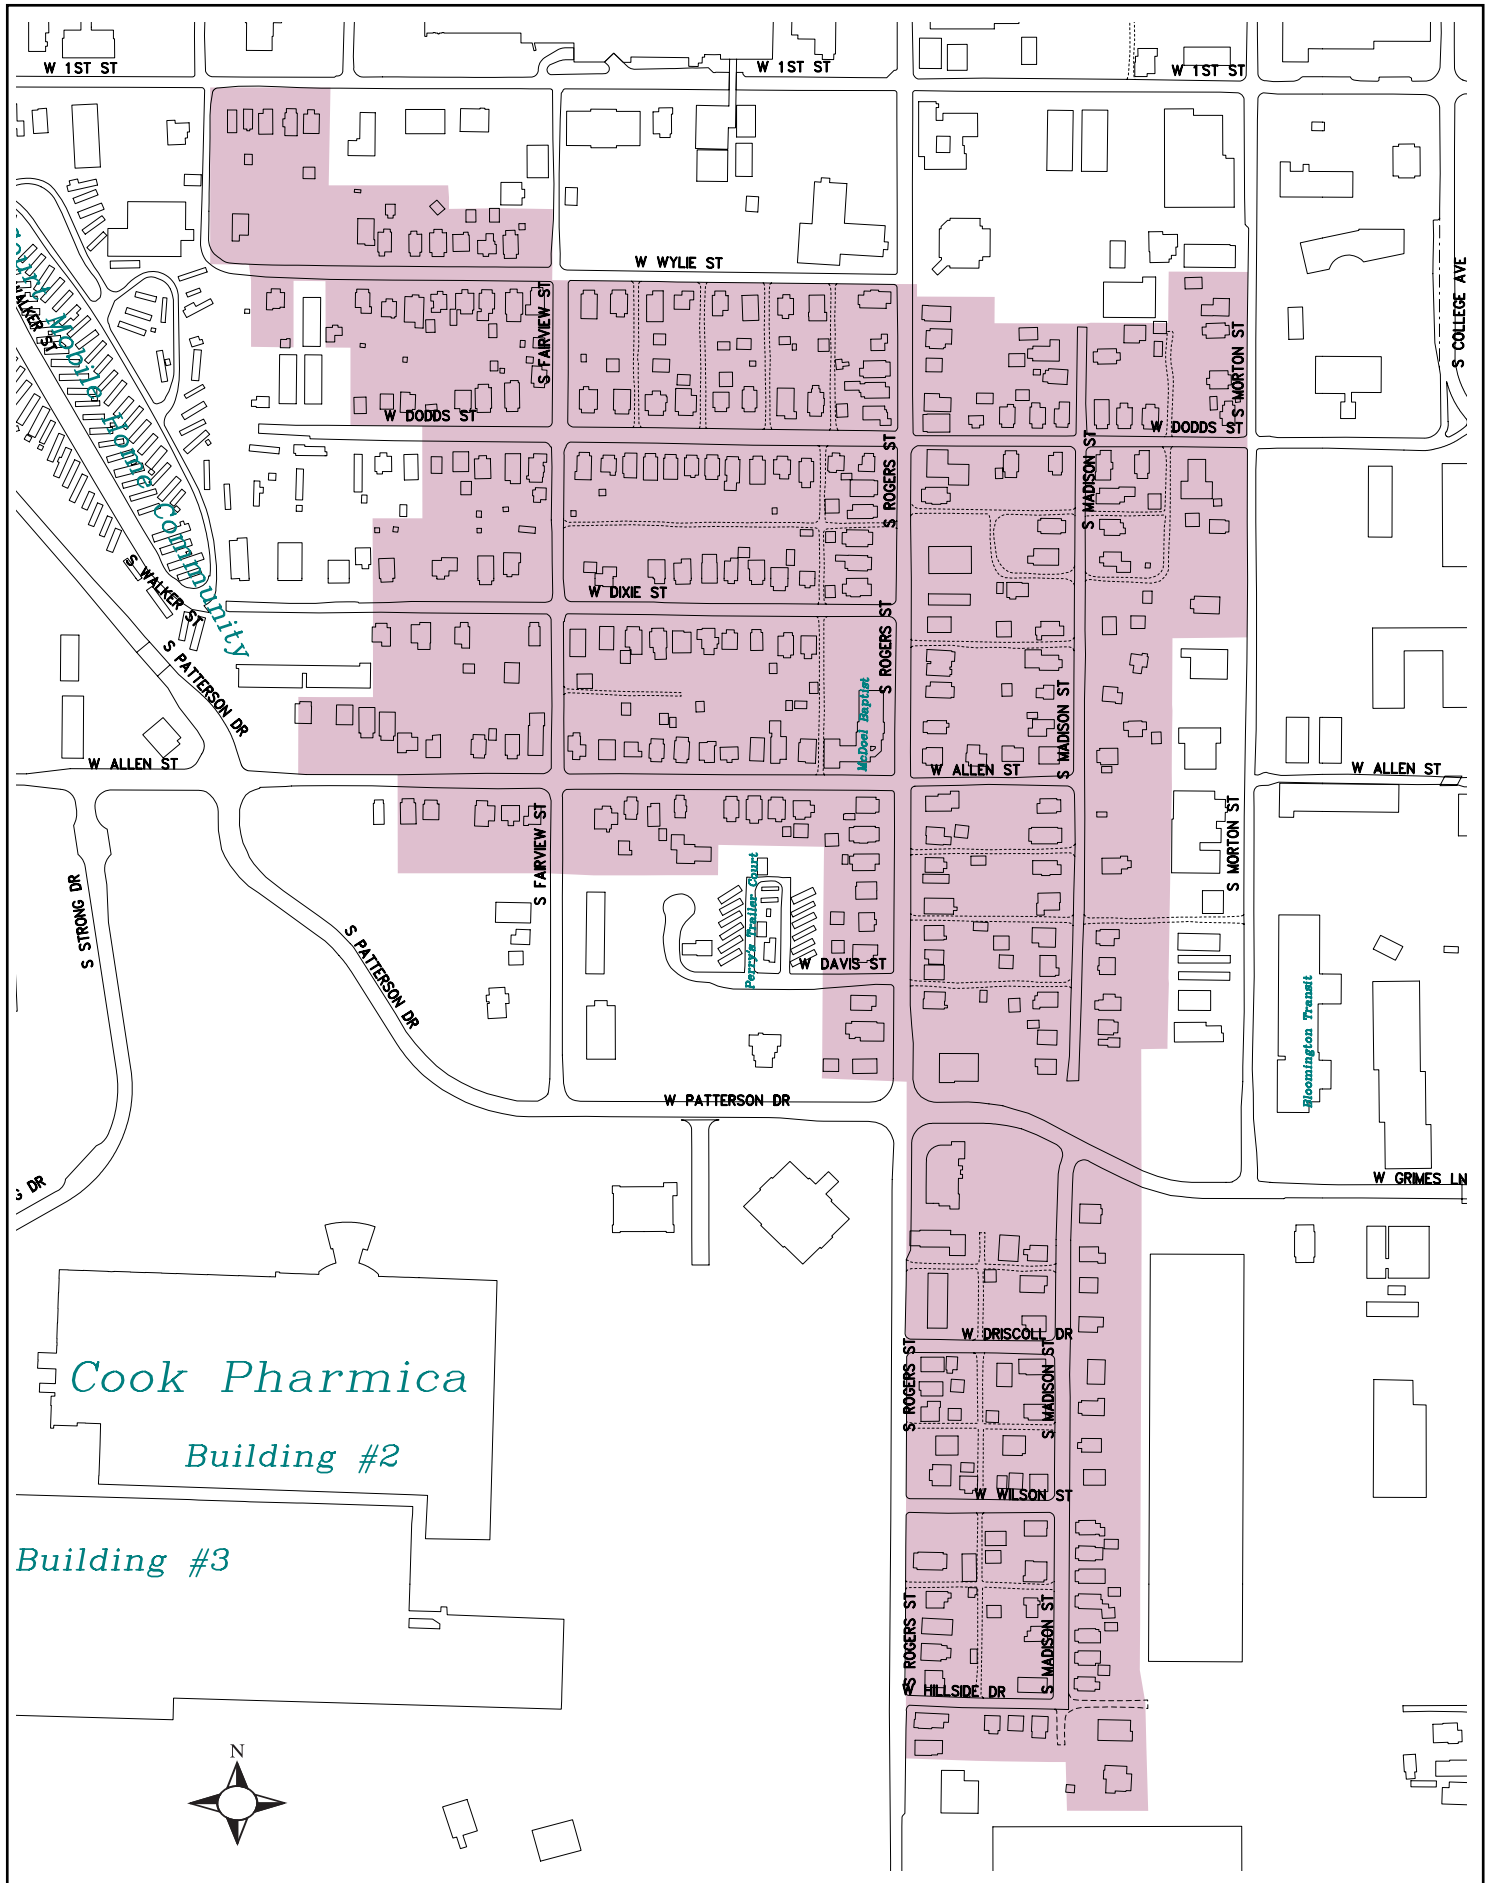 W 1ST ST
W 1ST ST
W 1ST ST
W WYLIE ST
S COLLEGE AVE
S FAIRVIEW ST
S MORTON ST
Court Mobile Home Community
WALKER ST
W DODDS ST
W DODDS ST
S ROGERS ST
S MADISON ST
S WALKER ST
W DIXIE ST
S ROGERS ST
S PATTERSON DR
McDoel Baptist
S MADISON ST
W ALLEN ST
W ALLEN ST
W ALLEN ST
S FAIRVIEW ST
S MORTON ST
S STRONG DR
Perry's Trailer Court
S PATTERSON DR
W DAVIS ST
Bloomington Transit
W PATTERSON DR
G DR
W GRIMES LN
W DRISCOLL DR
S ROGERS ST
S MADISON ST
Cook Pharmica
Building #2
W WILSON ST
Building #3
S ROGERS ST
S MADISON ST
W HILLSIDE DR
N